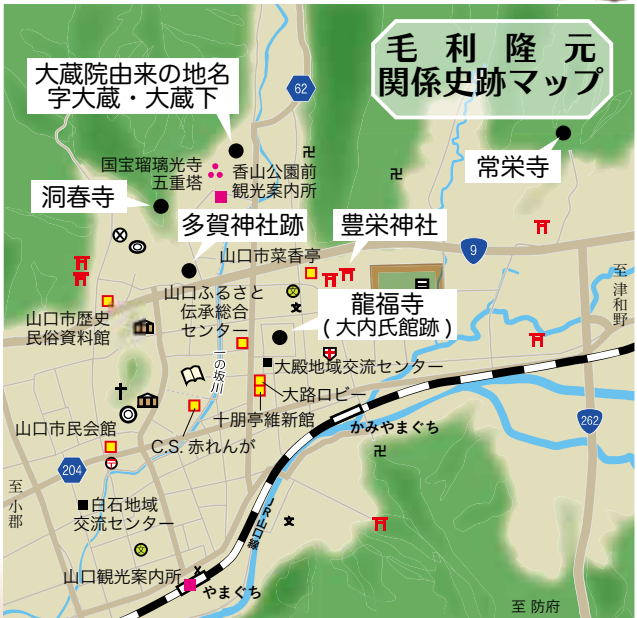 毛利隆元
関係史跡マップ
大蔵院由来の地名
字大蔵・大蔵下
62
国宝瑠璃光寺
五重塔
香山公園前
観光案内所
常栄寺
洞春寺
多賀神社跡
豊栄神社
山口市菜香亭
9
至津和野
山口ふるさと
伝承総合
センター
龍福寺
(大内氏館跡)
山口市歴史
民俗資料館
一の坂川
大殿地域交流センター
大路ロビー
十朋亭維新館
C.S.赤れんが
かみやまぐち
262
山口市民会館
204
至小郡
白石地域
交流センター
JR山口線
山口観光案内所
やまぐち
至 防府